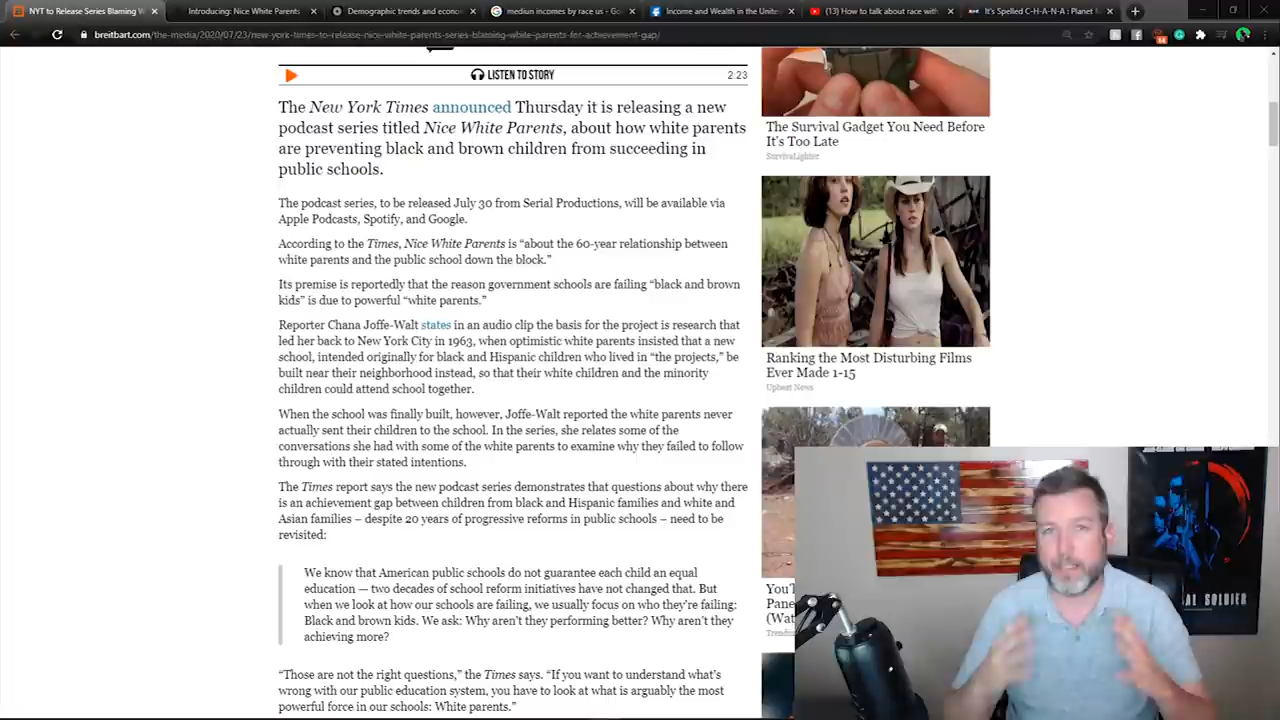 NYT to Release Series Blaming W
Introducing: Nice White Parents
Demographic trends and econo
mediun incomes by race us - Go
Income and Wealth in the Unite
(13) How to talk about race with
It's Spelled C-H-A-N-A : Planet M
breitbart.com/the-media/2020/07/23/new-york-times-to-release-nice-white-parents-series-blaming-white-parents-for-achievement-gap/
LISTEN TO STORY
2.23
The New York Times announced Thursday it is releasing a new
podcast series titled Nice White Parents, about how white parents
are preventing black and brown children from succeeding in
public schools.
The podcast series, to be released July 30 from Serial Productions, will be available via
Apple Podcasts, Spotify, and Google.
According to the Times, Nice White Parents is “about the 60-year relationship between
white parents and the public school down the block.”
Its premise is reportedly that the reason government schools are failing “black and brown
kids” is due to powerful “white parents.”
Reporter Chana Joffe-Walt states in an audio clip the basis for the project is research that
led her back to New York City in 1963, when optimistic white parents insisted that a new
school, intended originally for black and Hispanic children who lived in “the projects,” be
built near their neighborhood instead, so that their white children and the minority
children could attend school together.
When the school was finally built, however, Joffe-Walt reported the white parents never
actually sent their children to the school. In the series, she relates some of the
conversations she had with some of the white parents to examine why they failed to follow
through with their stated intentions.
The Times report says the new podcast series demonstrates that questions about why there
is an achievement gap between children from black and Hispanic families and white and
Asian families – despite 20 years of progressive reforms in public schools – need to be
revisited:
We know that American public schools do not guarantee each child an equal
education — two decades of school reform initiatives have not changed that. But
when we look at how our schools are failing, we usually focus on who they’re failing:
Black and brown kids. We ask: Why aren’t they performing better? Why aren’t they
achieving more?
“Those are not the right questions,” the Times says. “If you want to understand what’s
wrong with our public education system, you have to look at what is arguably the most
powerful force in our schools: White parents.”
The Survival Gadget You Need Before
It's Too Late
SurvivaLighter
Ranking the Most Disturbing Films
Ever Made 1-15
Upbeat News
You'l
Pane
(Wat
Trendin
AL SOLDIER